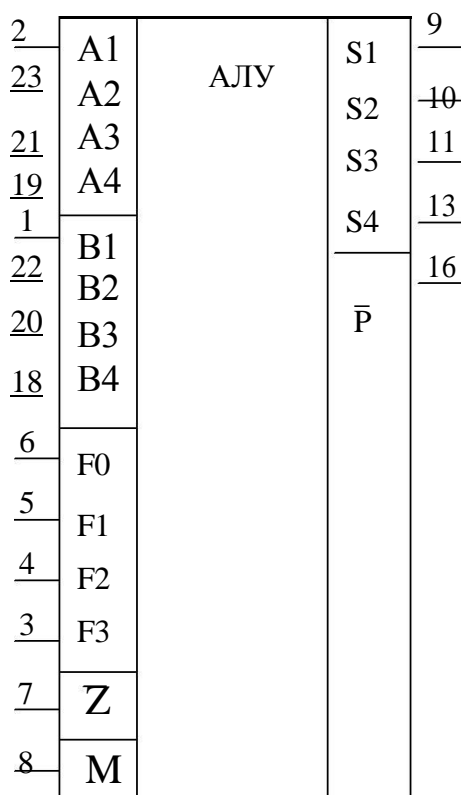 2 A1 АЛУ S1 9
23 A2 S2 10
21 A3 S3 11
19 A4 S4 13
1 B1
22 B2 P̅ 16
20 B3
18 B4
6 F0
5 F1
4 F2
3 F3
7 Z
8 M